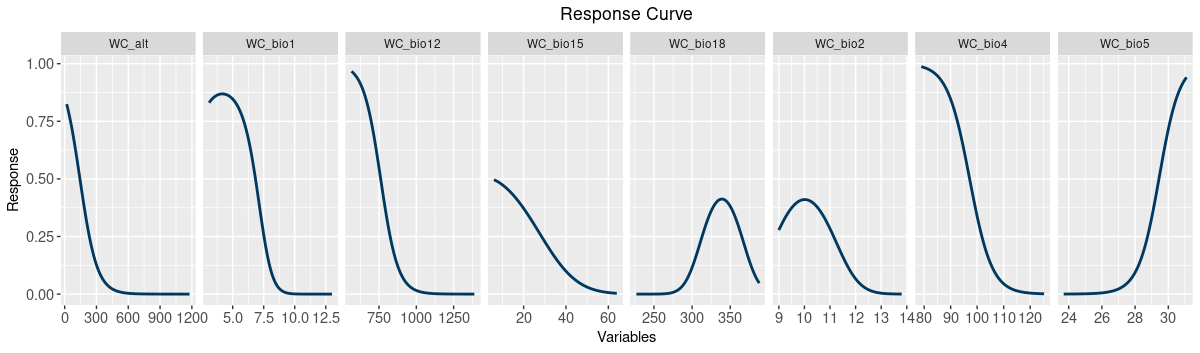 Response Curve
WC_alt WC_bio1 WC_bio12 WC_bio15 WC_bio18 WC_bio2 WC_bio4 WC_bio5
1.00
0.75
0.50
0.25
0.00
Response
0 300 600 900 1200 5.0 7.5 10.0 12.5 750 1000 1250 20 40 60 250 300 350 9 10 11 12 13 14 80 90 100 110 120 24 26 28 30
Variables